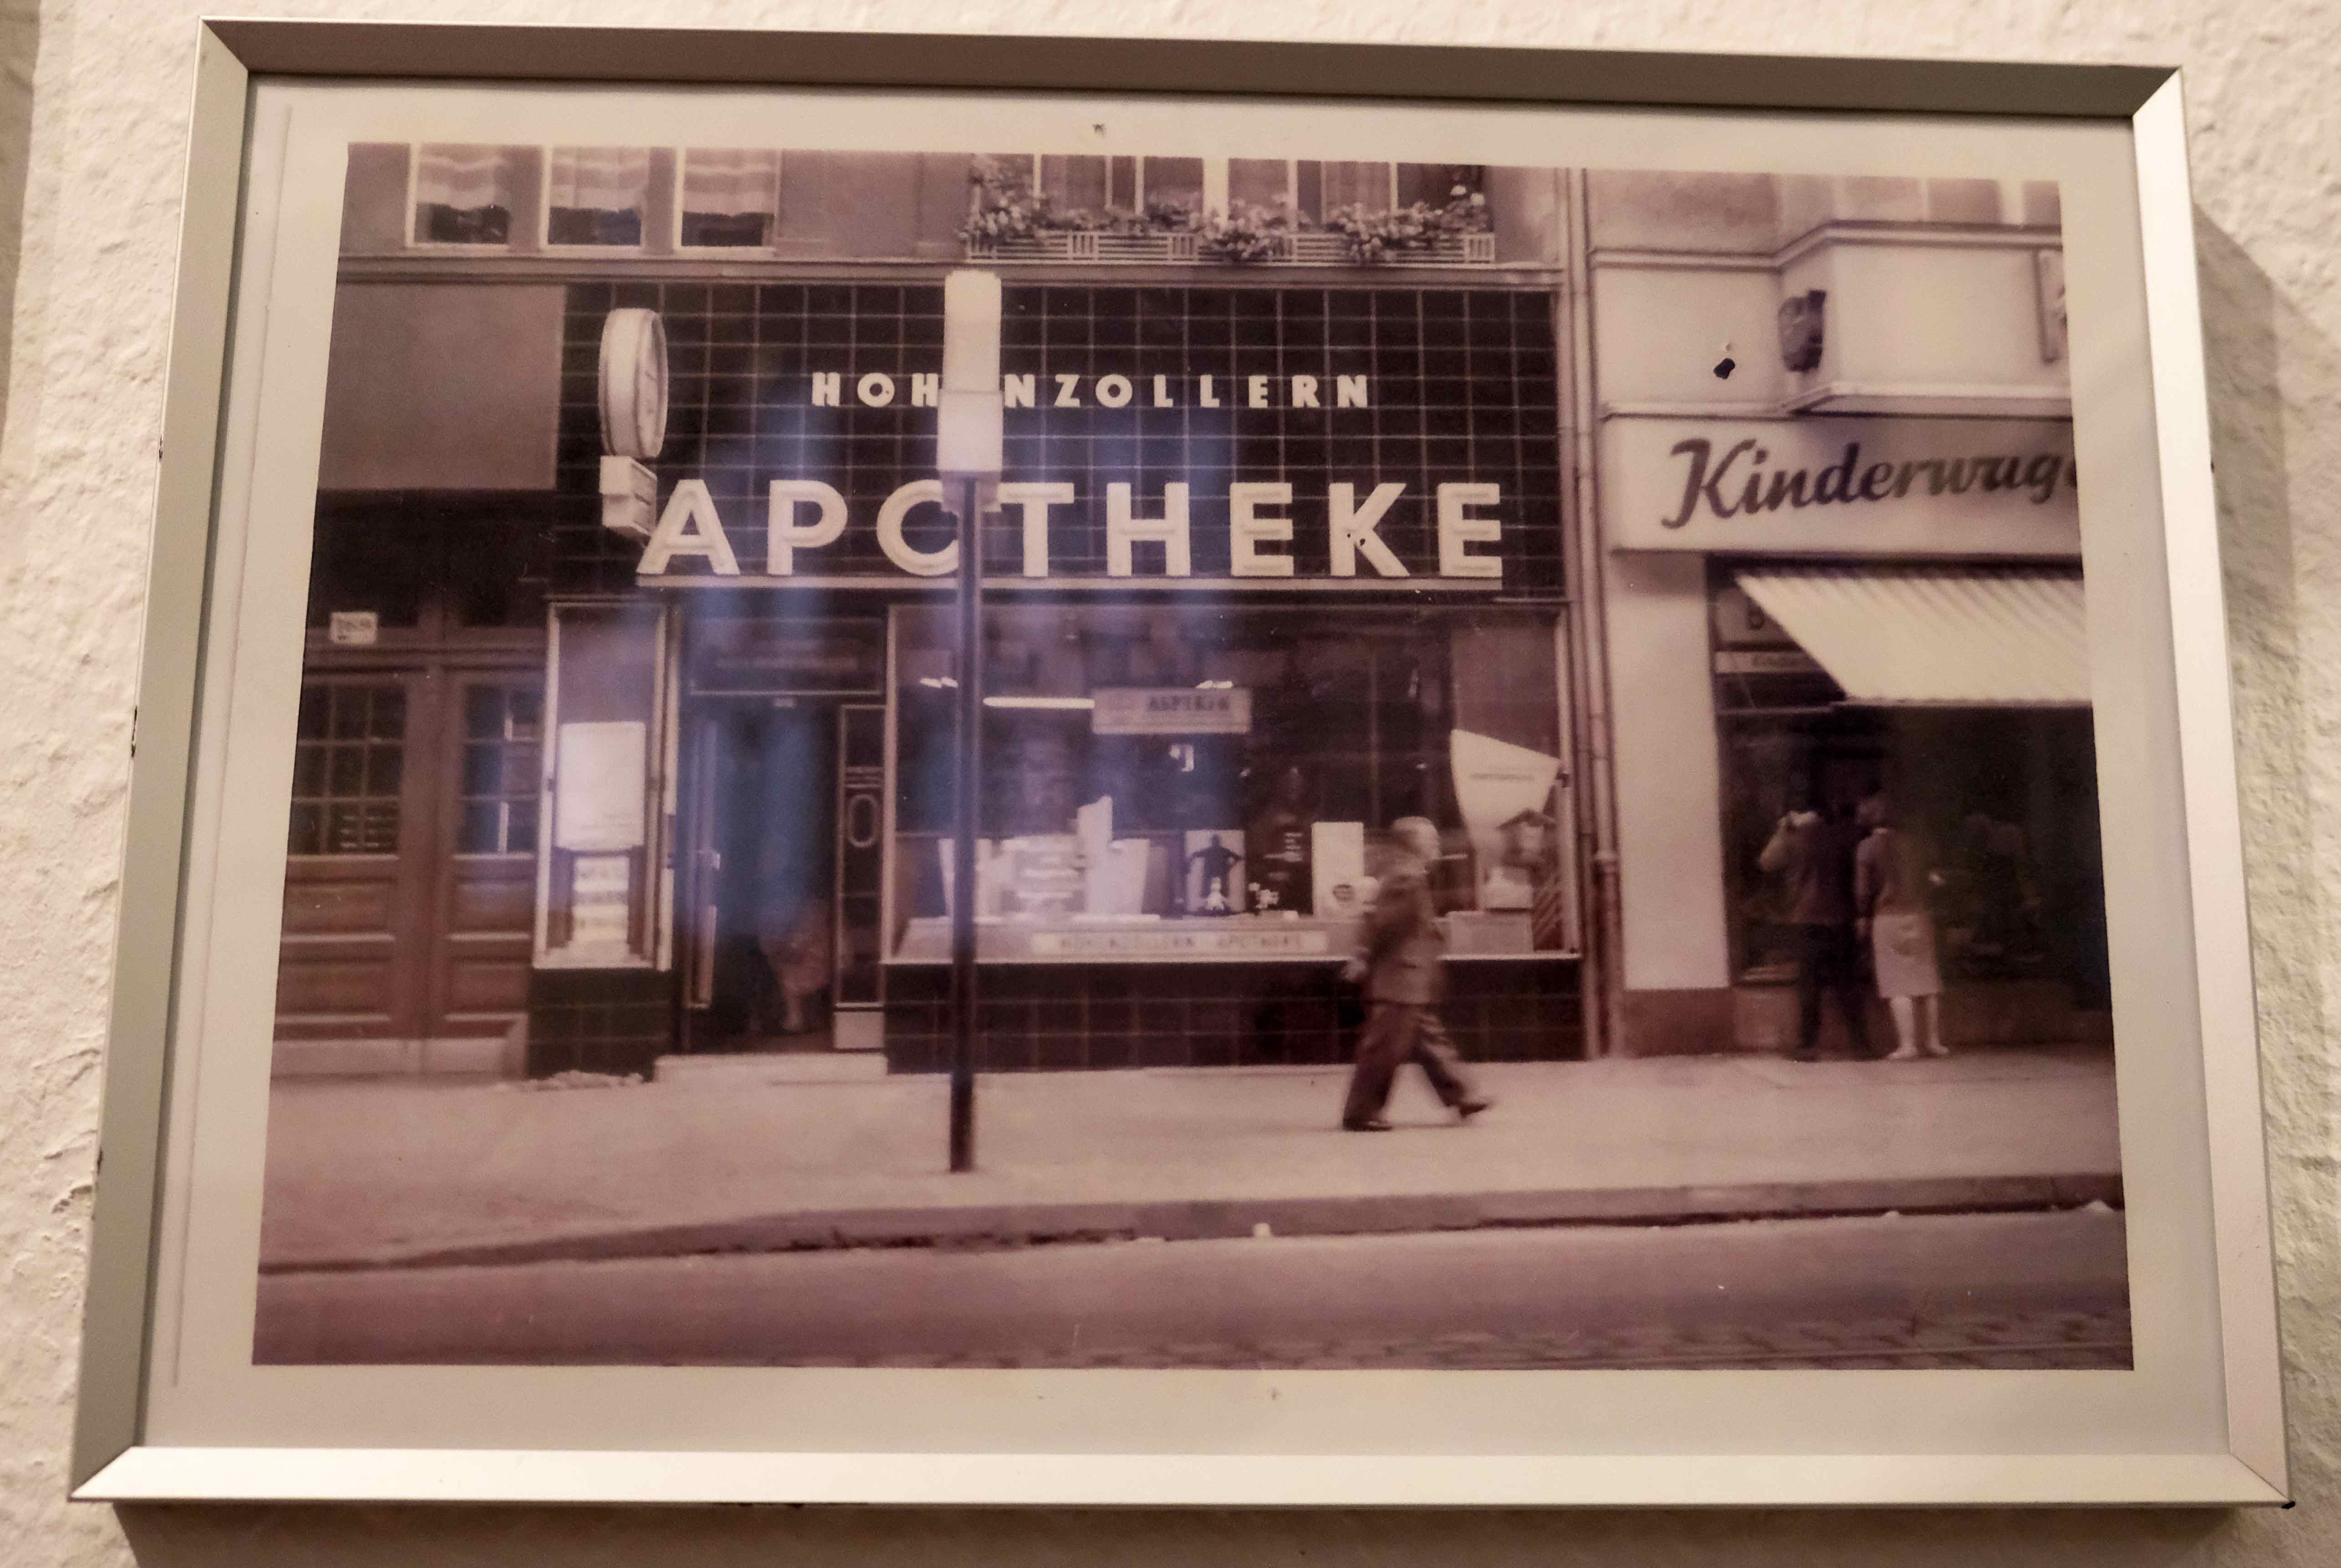 HOHENZOLLERN
APOTHEKE
Kinderwag
ASPIRIN
HOHENZOLLERN APOTHEKE